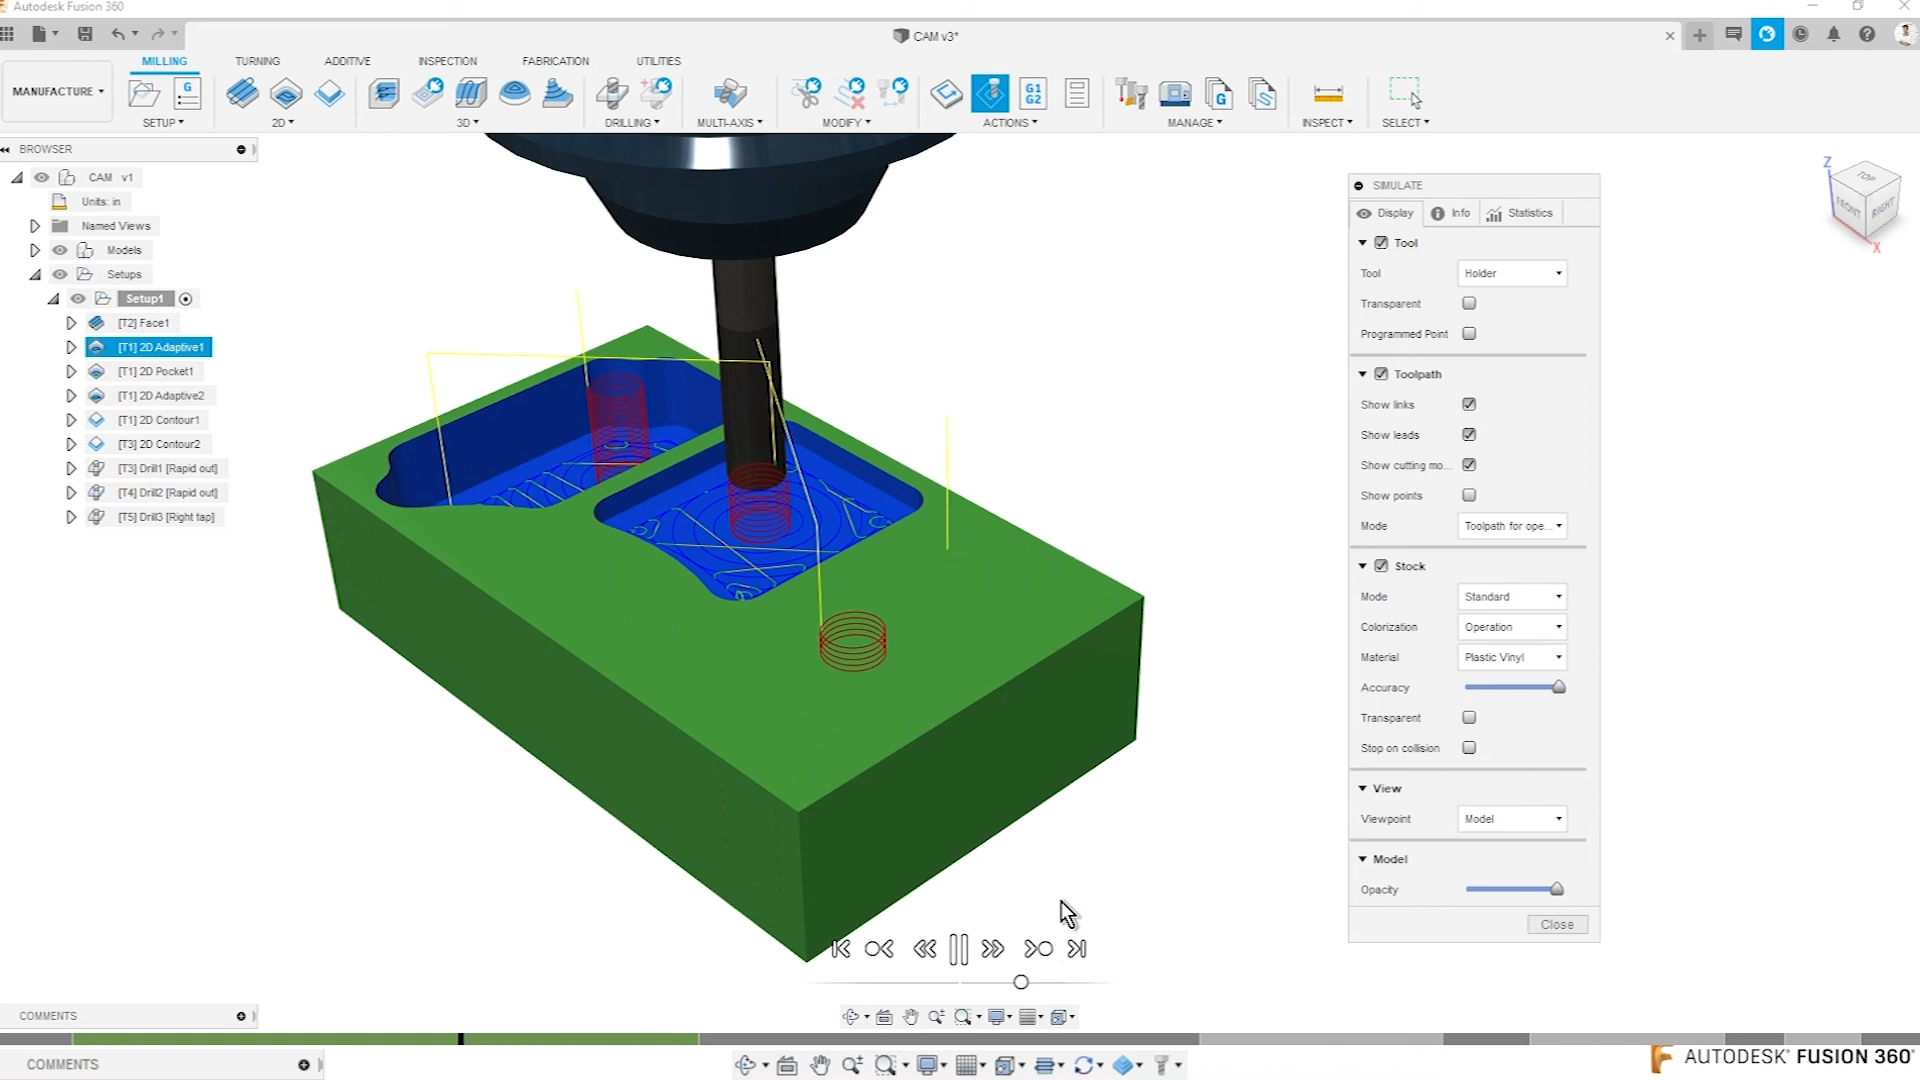 Autodesk Fusion 360
CAM v3*
MILLING TURNING ADDITIVE INSPECTION FABRICATION UTILITIES
MANUFACTURE
G G1 G2 G
SETUP 2D 3D DRILLING MULTI-AXIS MODIFY ACTIONS MANAGE INSPECT SELECT
BROWSER
CAM v1
Units: in
Named Views
Models
Setups
Setup1
[T2] Face1
[T1] 2D Adaptive1
[T1] 2D Pocket1
[T1] 2D Adaptive2
[T1] 2D Contour1
[T3] 2D Contour2
[T3] Drill1 [Rapid out]
[T4] Drill2 [Rapid out]
[T5] Drill3 [Right tap]
SIMULATE
Display Info Statistics
Tool
Tool Holder
Transparent
Programmed Point
Toolpath
Show links
Show leads
Show cutting mo...
Show points
Mode Toolpath for ope...
Stock
Mode Standard
Colorization Operation
Material Plastic Vinyl
Accuracy
Transparent
Stop on collision
View
Viewpoint Model
Model
Opacity
Close
Z
TOP
FRONT RIGHT
X
COMMENTS
COMMENTS
AUTODESK® FUSION 360°